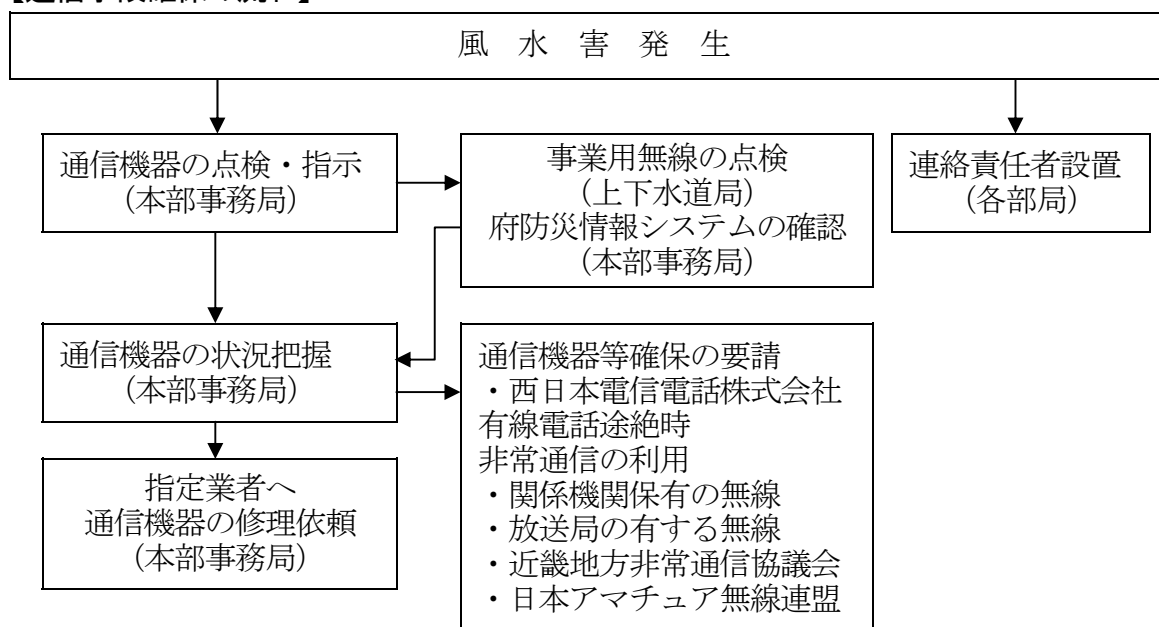 風 水 害 発 生
通信機器の点検・指示
(本部事務局)
事業用無線の点検
(上下水道局)
府防災情報システムの確認
(本部事務局)
連絡責任者設置
(各部局)
通信機器の状況把握
(本部事務局)
通信機器等確保の要請
・西日本電信電話株式会社
有線電話途絶時
非常通信の利用
・関係機関保有の無線
・放送局の有する無線
・近畿地方非常通信協議会
・日本アマチュア無線連盟
指定業者へ
通信機器の修理依頼
(本部事務局)